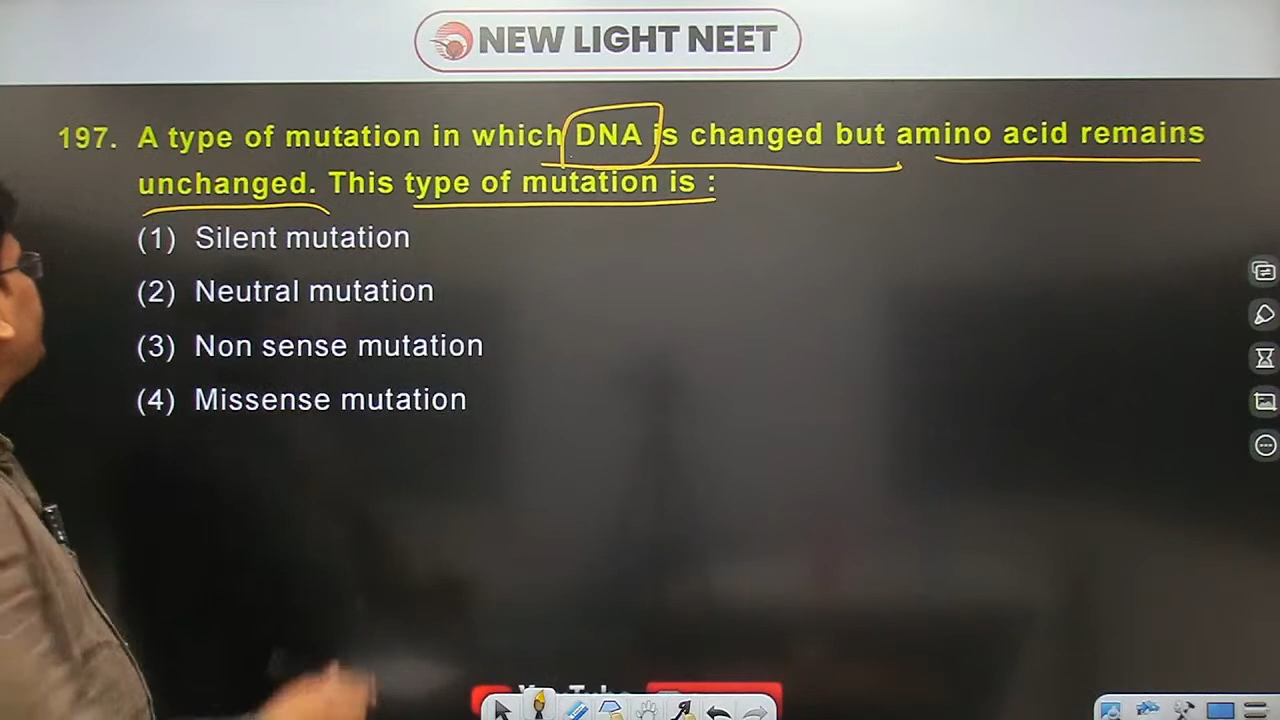 NEW LIGHT NEET
197. A type of mutation in which DNA is changed but amino acid remains
unchanged. This type of mutation is :
(1) Silent mutation
(2) Neutral mutation
(3) Non sense mutation
(4) Missense mutation
YouTube